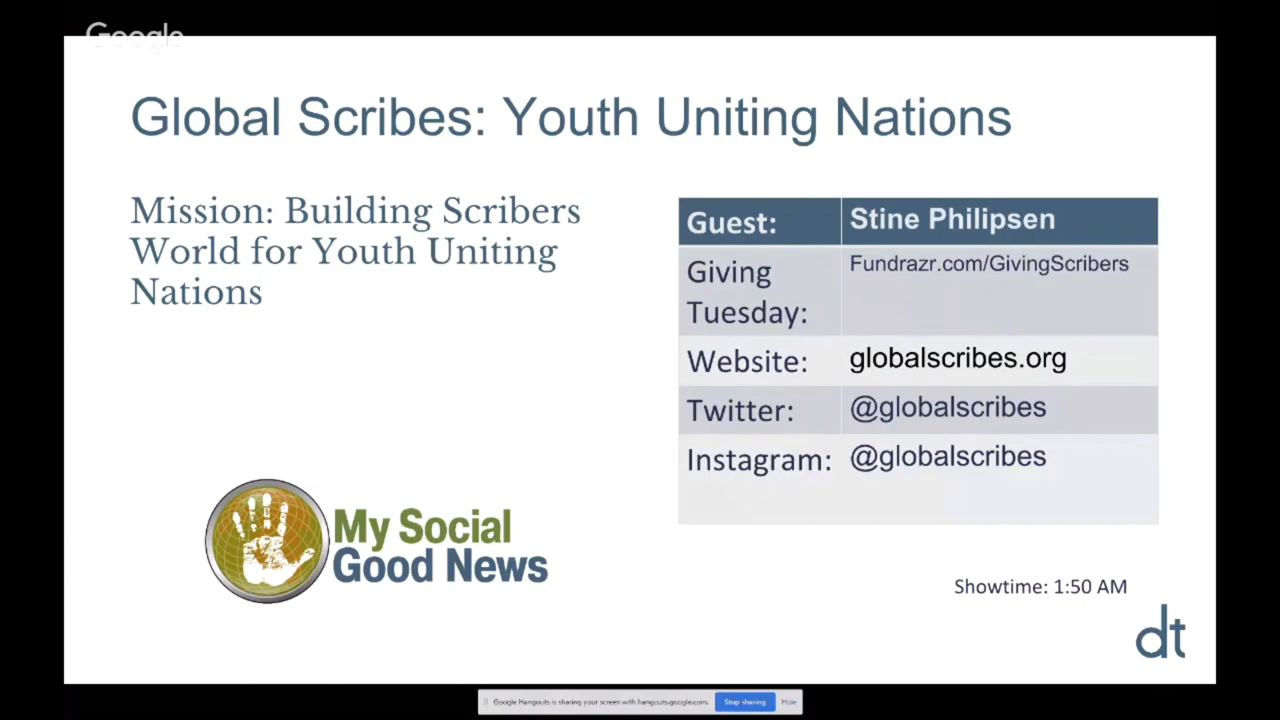 Google
Global Scribes: Youth Uniting Nations
Mission: Building Scribers
World for Youth Uniting
Nations
Guest: Stine Philipsen
Giving Fundrazr.com/GivingScribers
Tuesday:
Website: globalscribes.org
Twitter: @globalscribes
Instagram: @globalscribes
My Social
Good News
Showtime: 1:50 AM
dt
Google Hangouts is sharing your screen with hangouts.google.com. Stop sharing Hide